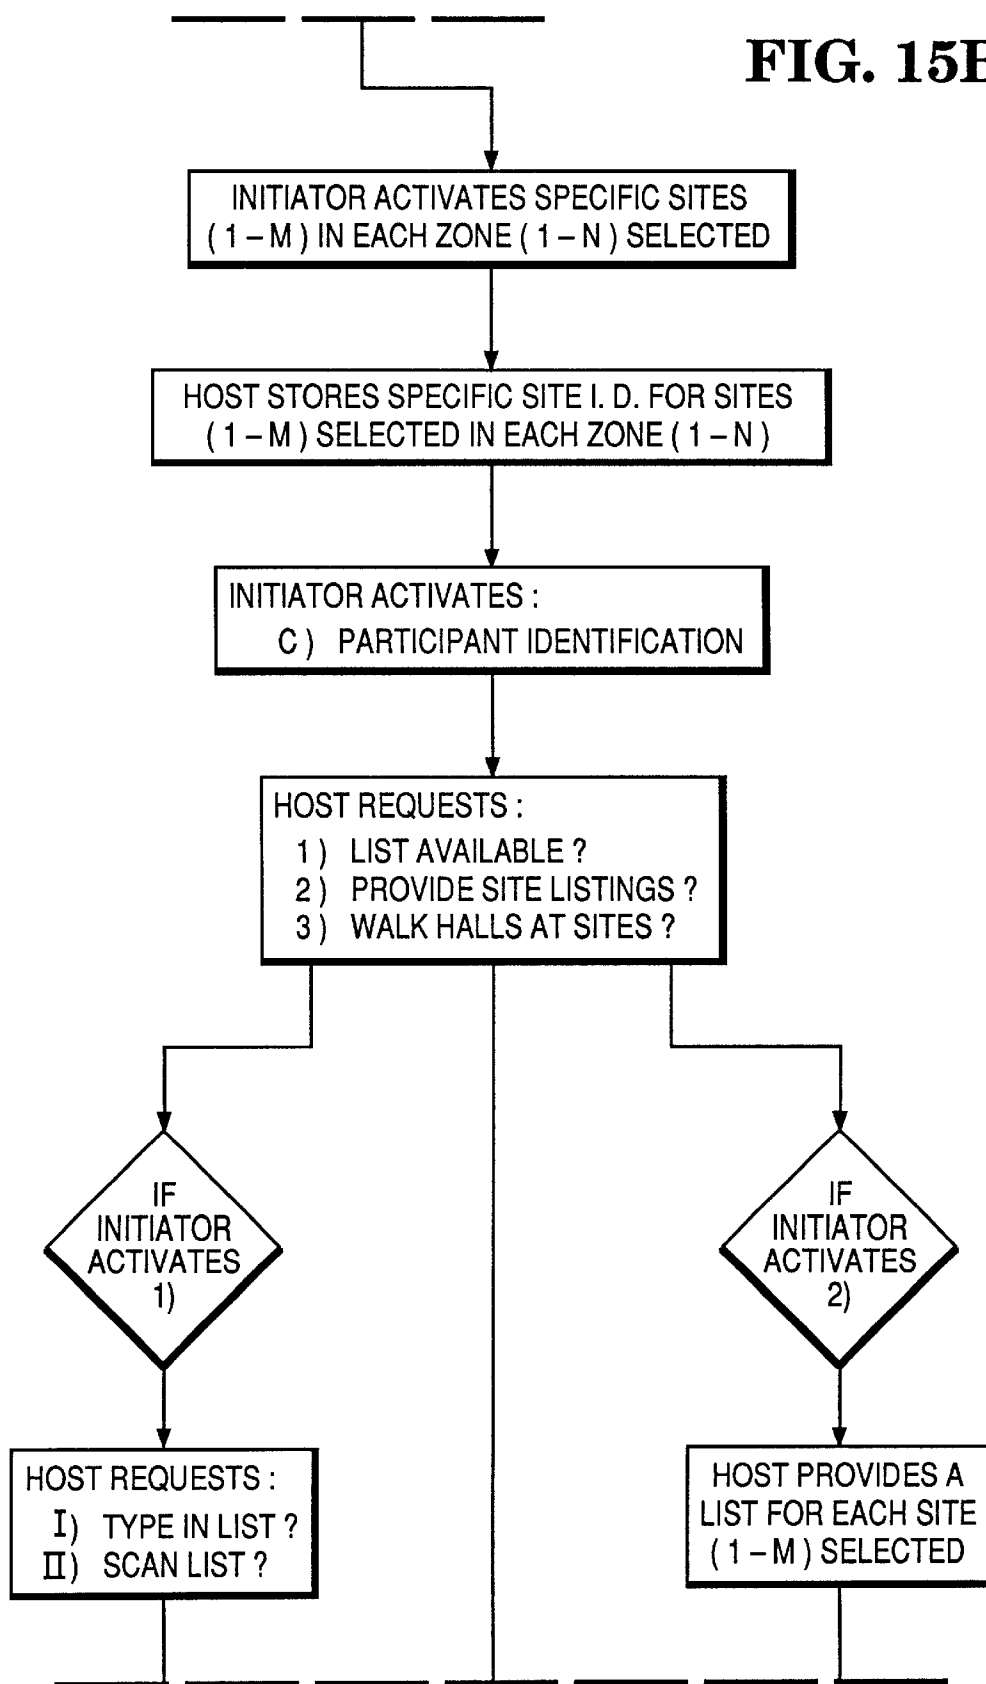 FIG. 15B
INITIATOR ACTIVATES SPECIFIC SITES
( 1 – M ) IN EACH ZONE ( 1 – N ) SELECTED
HOST STORES SPECIFIC SITE I. D. FOR SITES
( 1 – M ) SELECTED IN EACH ZONE ( 1 – N )
INITIATOR ACTIVATES :
C ) PARTICIPANT IDENTIFICATION
HOST REQUESTS :
1 ) LIST AVAILABLE ?
2 ) PROVIDE SITE LISTINGS ?
3 ) WALK HALLS AT SITES ?
IF
INITIATOR
ACTIVATES
1)
IF
INITIATOR
ACTIVATES
2)
HOST REQUESTS :
I) TYPE IN LIST ?
II) SCAN LIST ?
HOST PROVIDES A
LIST FOR EACH SITE
( 1 – M ) SELECTED